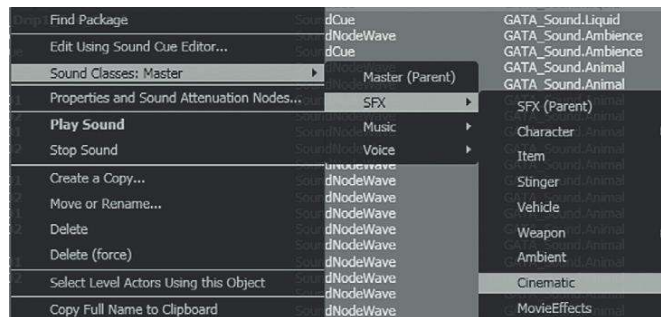 Find Package
Edit Using Sound Cue Editor...
Sound Classes: Master
Properties and Sound Attenuation Nodes...
Play Sound
Stop Sound
Create a Copy...
Move or Rename...
Delete
Delete (force)
Select Level Actors Using this Object
Copy Full Name to Clipboard
Master (Parent)
SFX
Music
Voice
SFX (Parent)
Character
Item
Stinger
Vehicle
Weapon
Ambient
Cinematic
MovieEffects
SoundCue
SoundNodeWave
SoundCue
dNodeWave
dNodeWave
dNodeWave
dNodeWave
dNodeWave
dNodeWave
dNodeWave
dNodeWave
dNodeWave
GATA_Sound.Liquid
GATA_Sound.Ambience
GATA_Sound.Ambience
GATA_Sound.Animal
GATA_Sound.Animal